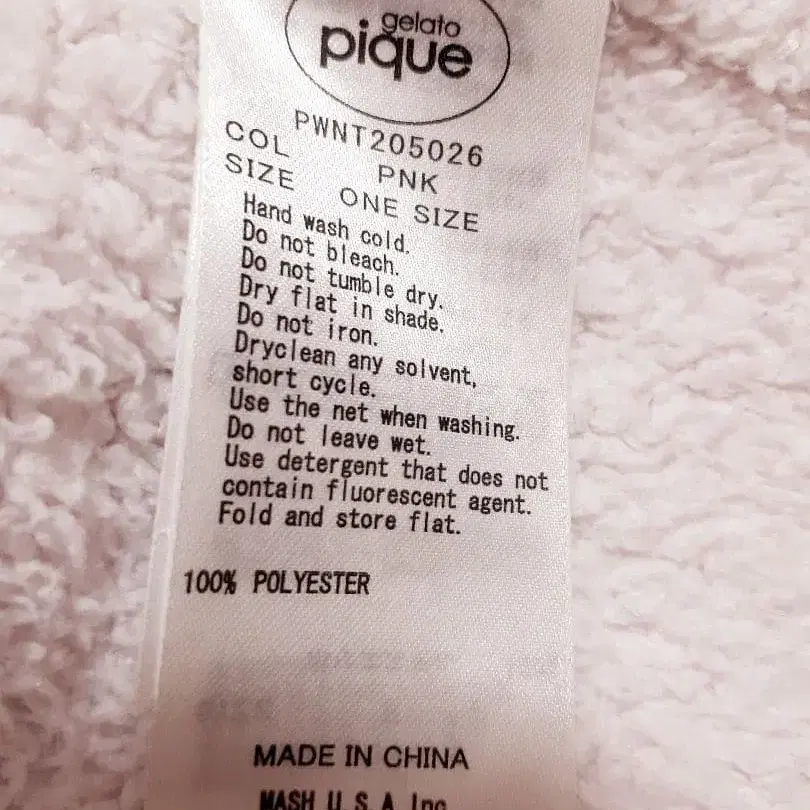 gelato
pique
PWNT205026
COL PNK
SIZE ONE SIZE
Hand wash cold.
Do not bleach.
Do not tumble dry.
Dry flat in shade.
Do not iron.
Dryclean any solvent,
short cycle.
Use the net when washing.
Do not leave wet.
Use detergent that does not
contain fluorescent agent.
Fold and store flat.
100% POLYESTER
MADE IN CHINA
MASH U.S.A Inc